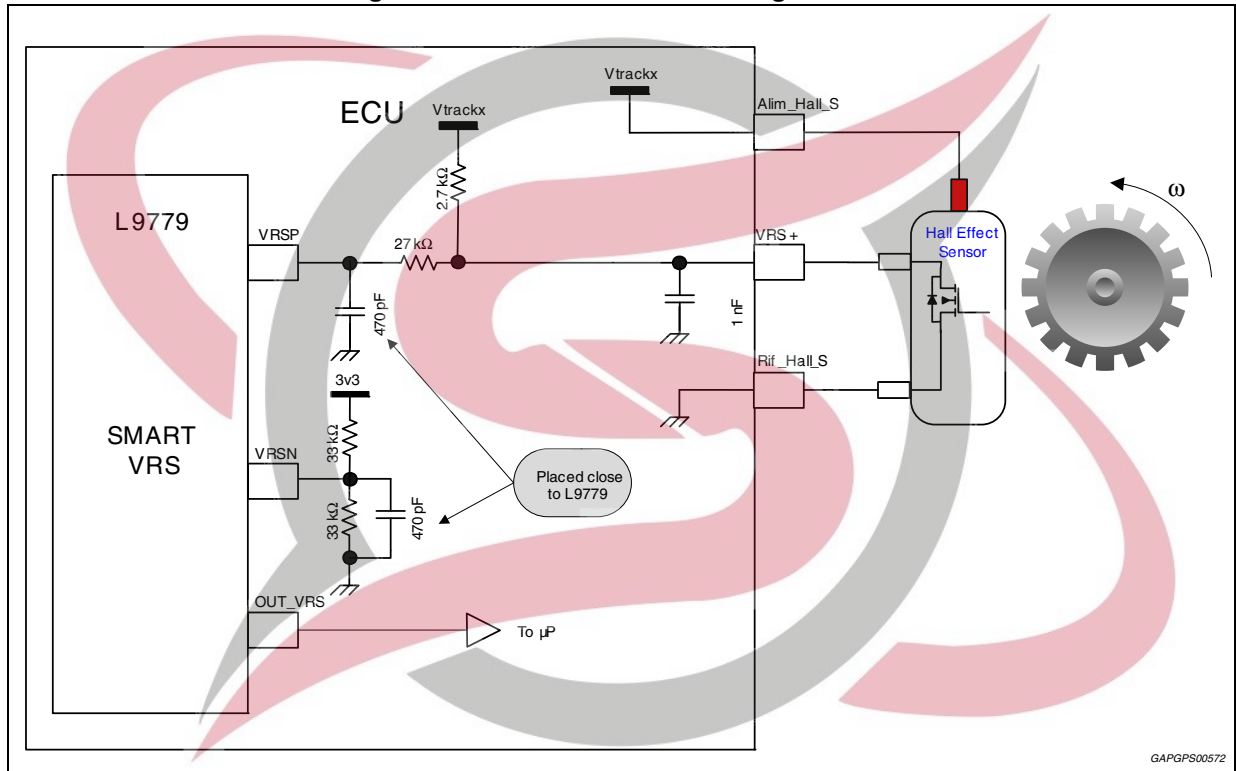 Vtrackx
Alim_Hall_S
ECU
Vtrackx
2.7 kΩ
ω
L9779
VRSP
27 kΩ
VRS +
Hall Effect
Sensor
470 pF
1 nF
3v3
Rif_Hall_S
SMART
VRS
33 kΩ
VRSN
Placed close
to L9779
33 kΩ
470 pF
OUT_VRS
To µP
GAPGPS00572